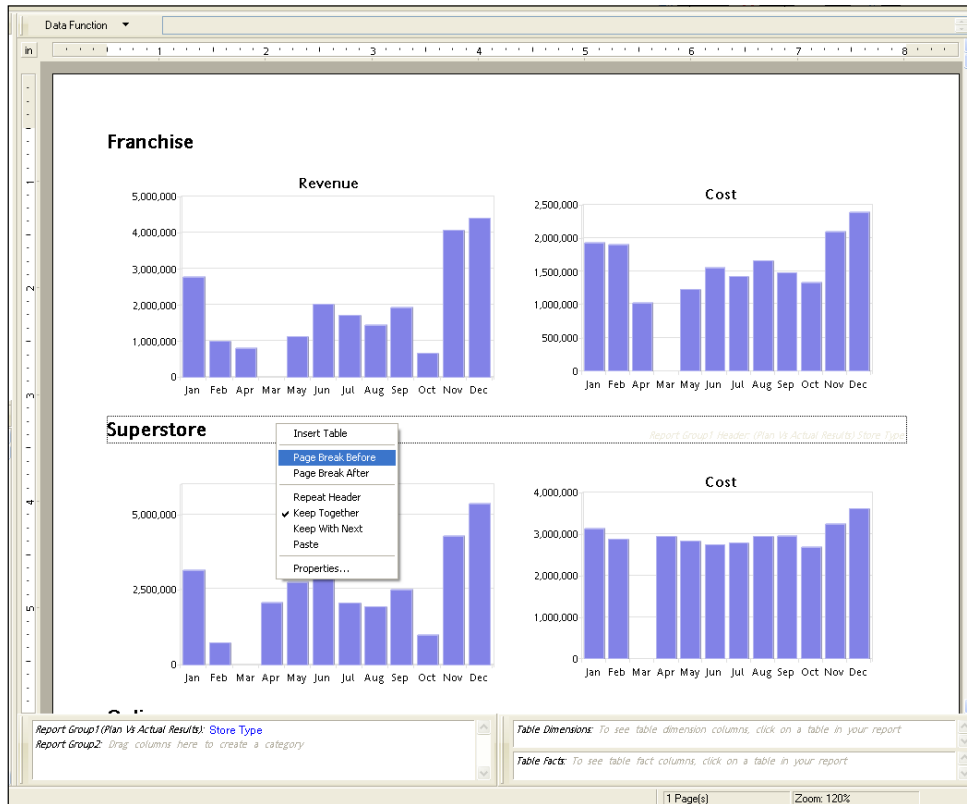 Data Function
in
1 2 3 4 5 6 7 8
1
2
3
4
5
Franchise
Revenue
5,000,000
4,000,000
3,000,000
2,000,000
1,000,000
0
Jan Feb Apr Mar May Jun Jul Aug Sep Oct Nov Dec
Cost
2,500,000
2,000,000
1,500,000
1,000,000
500,000
0
Jan Feb Apr Mar May Jun Jul Aug Sep Oct Nov Dec
Superstore
Report Group1 Header: (Plan Vs Actual Results) Store Type
Insert Table
Page Break Before
Page Break After
Repeat Header
Keep Together
Keep With Next
Paste
Properties...
5,000,000
2,500,000
0
Jan Feb Mar Apr May Jun Jul Aug Sep Oct Nov Dec
Cost
4,000,000
3,000,000
2,000,000
1,000,000
0
Jan Feb Mar Apr May Jun Jul Aug Sep Oct Nov Dec
Report Group1(Plan Vs Actual Results): Store Type
Report Group2: Drag columns here to create a category
Table Dimensions: To see table dimension columns, click on a table in your report
Table Facts: To see table fact columns, click on a table in your report
1 Page(s)
Zoom: 120%